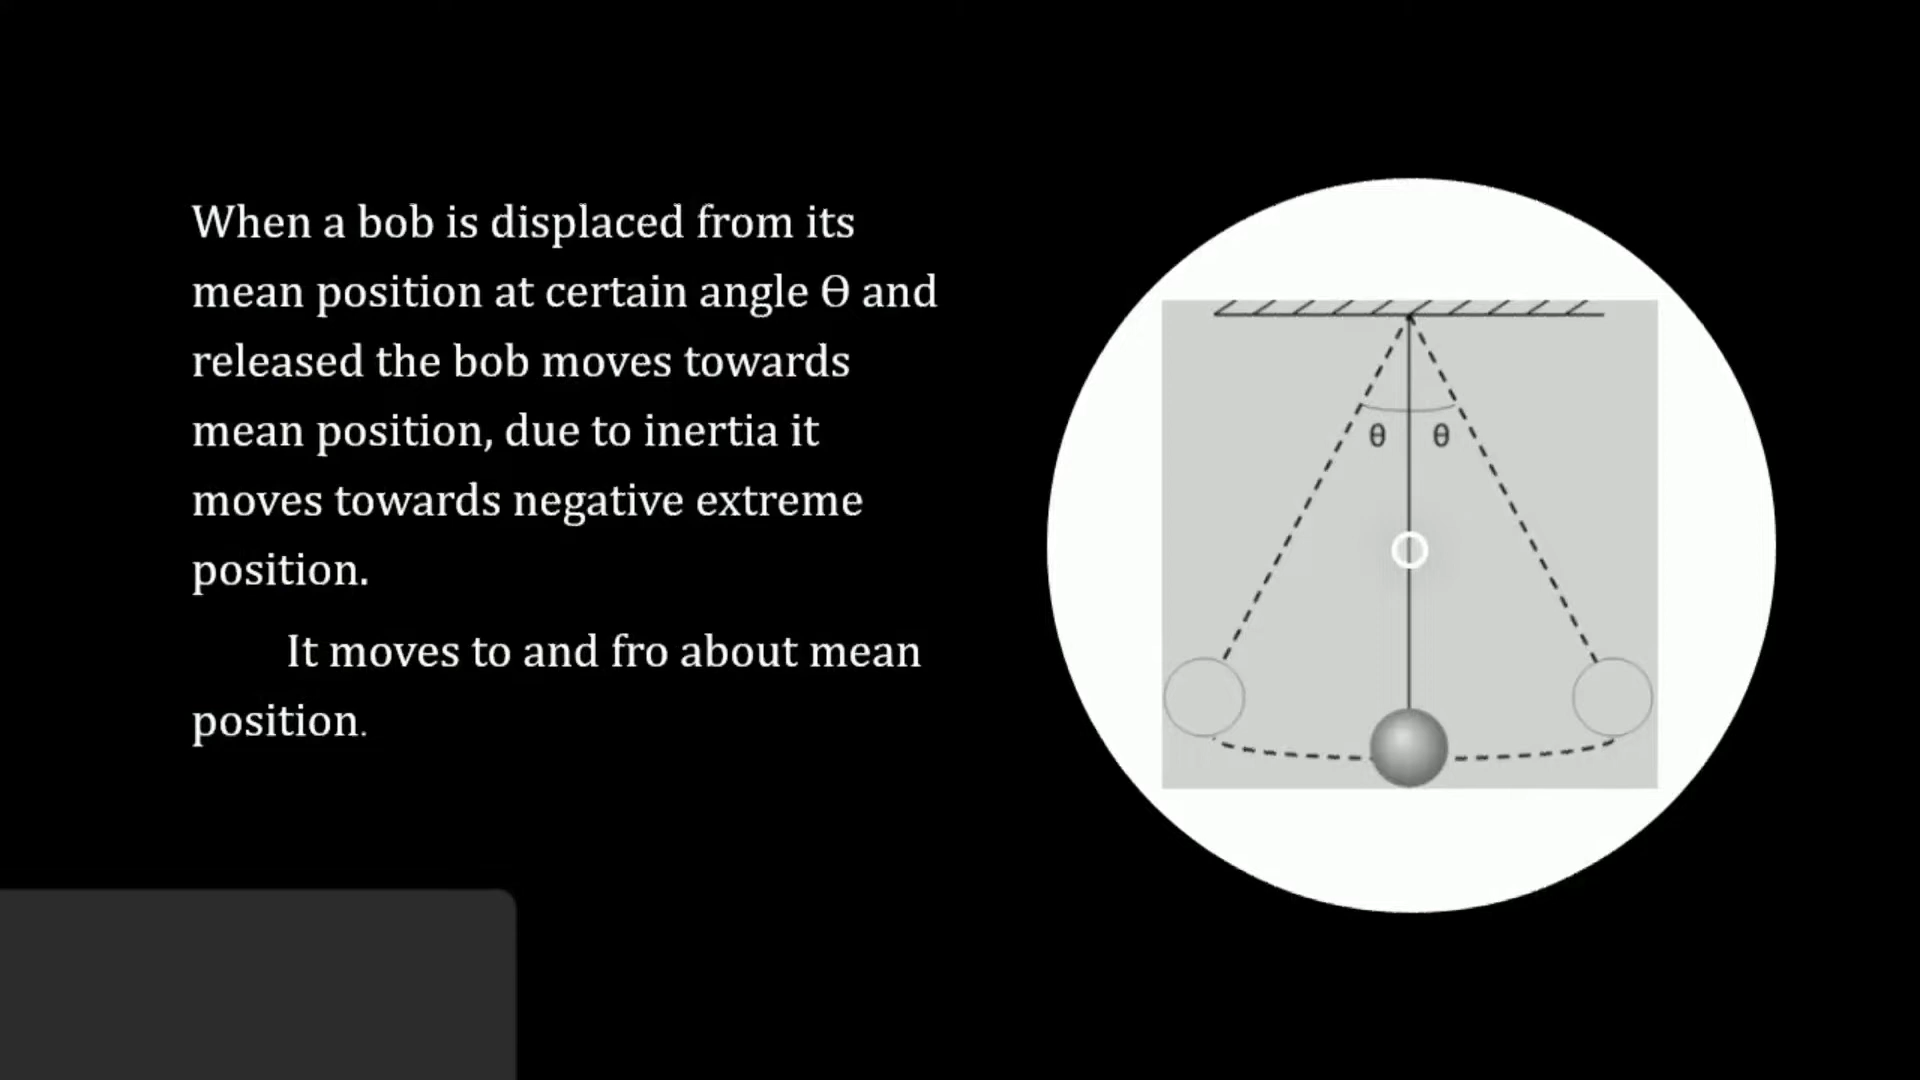 When a bob is displaced from its
mean position at certain angle ϴ and
released the bob moves towards
mean position, due to inertia it
moves towards negative extreme
position.
It moves to and fro about mean
position.
θ θ